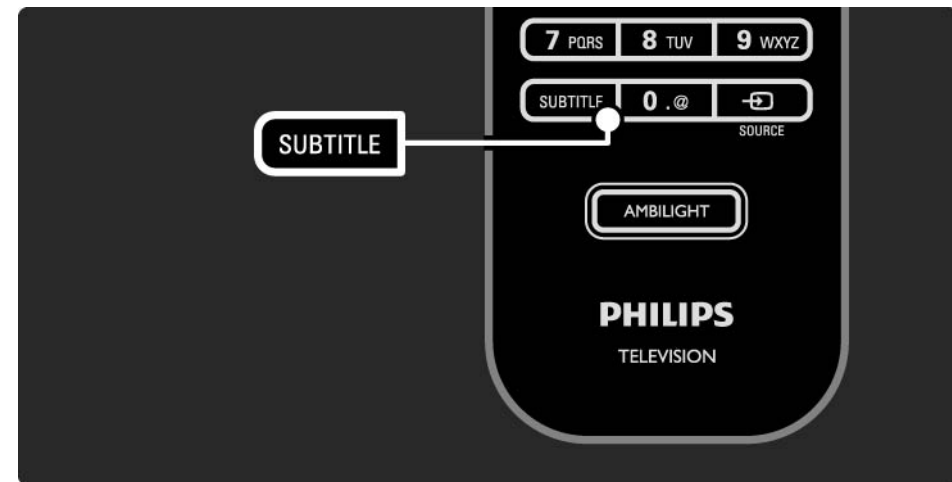 7 PQRS 8 TUV 9 WXYZ
SUBTITLE 0 .@
SOURCE
SUBTITLE
AMBILIGHT
PHILIPS
TELEVISION